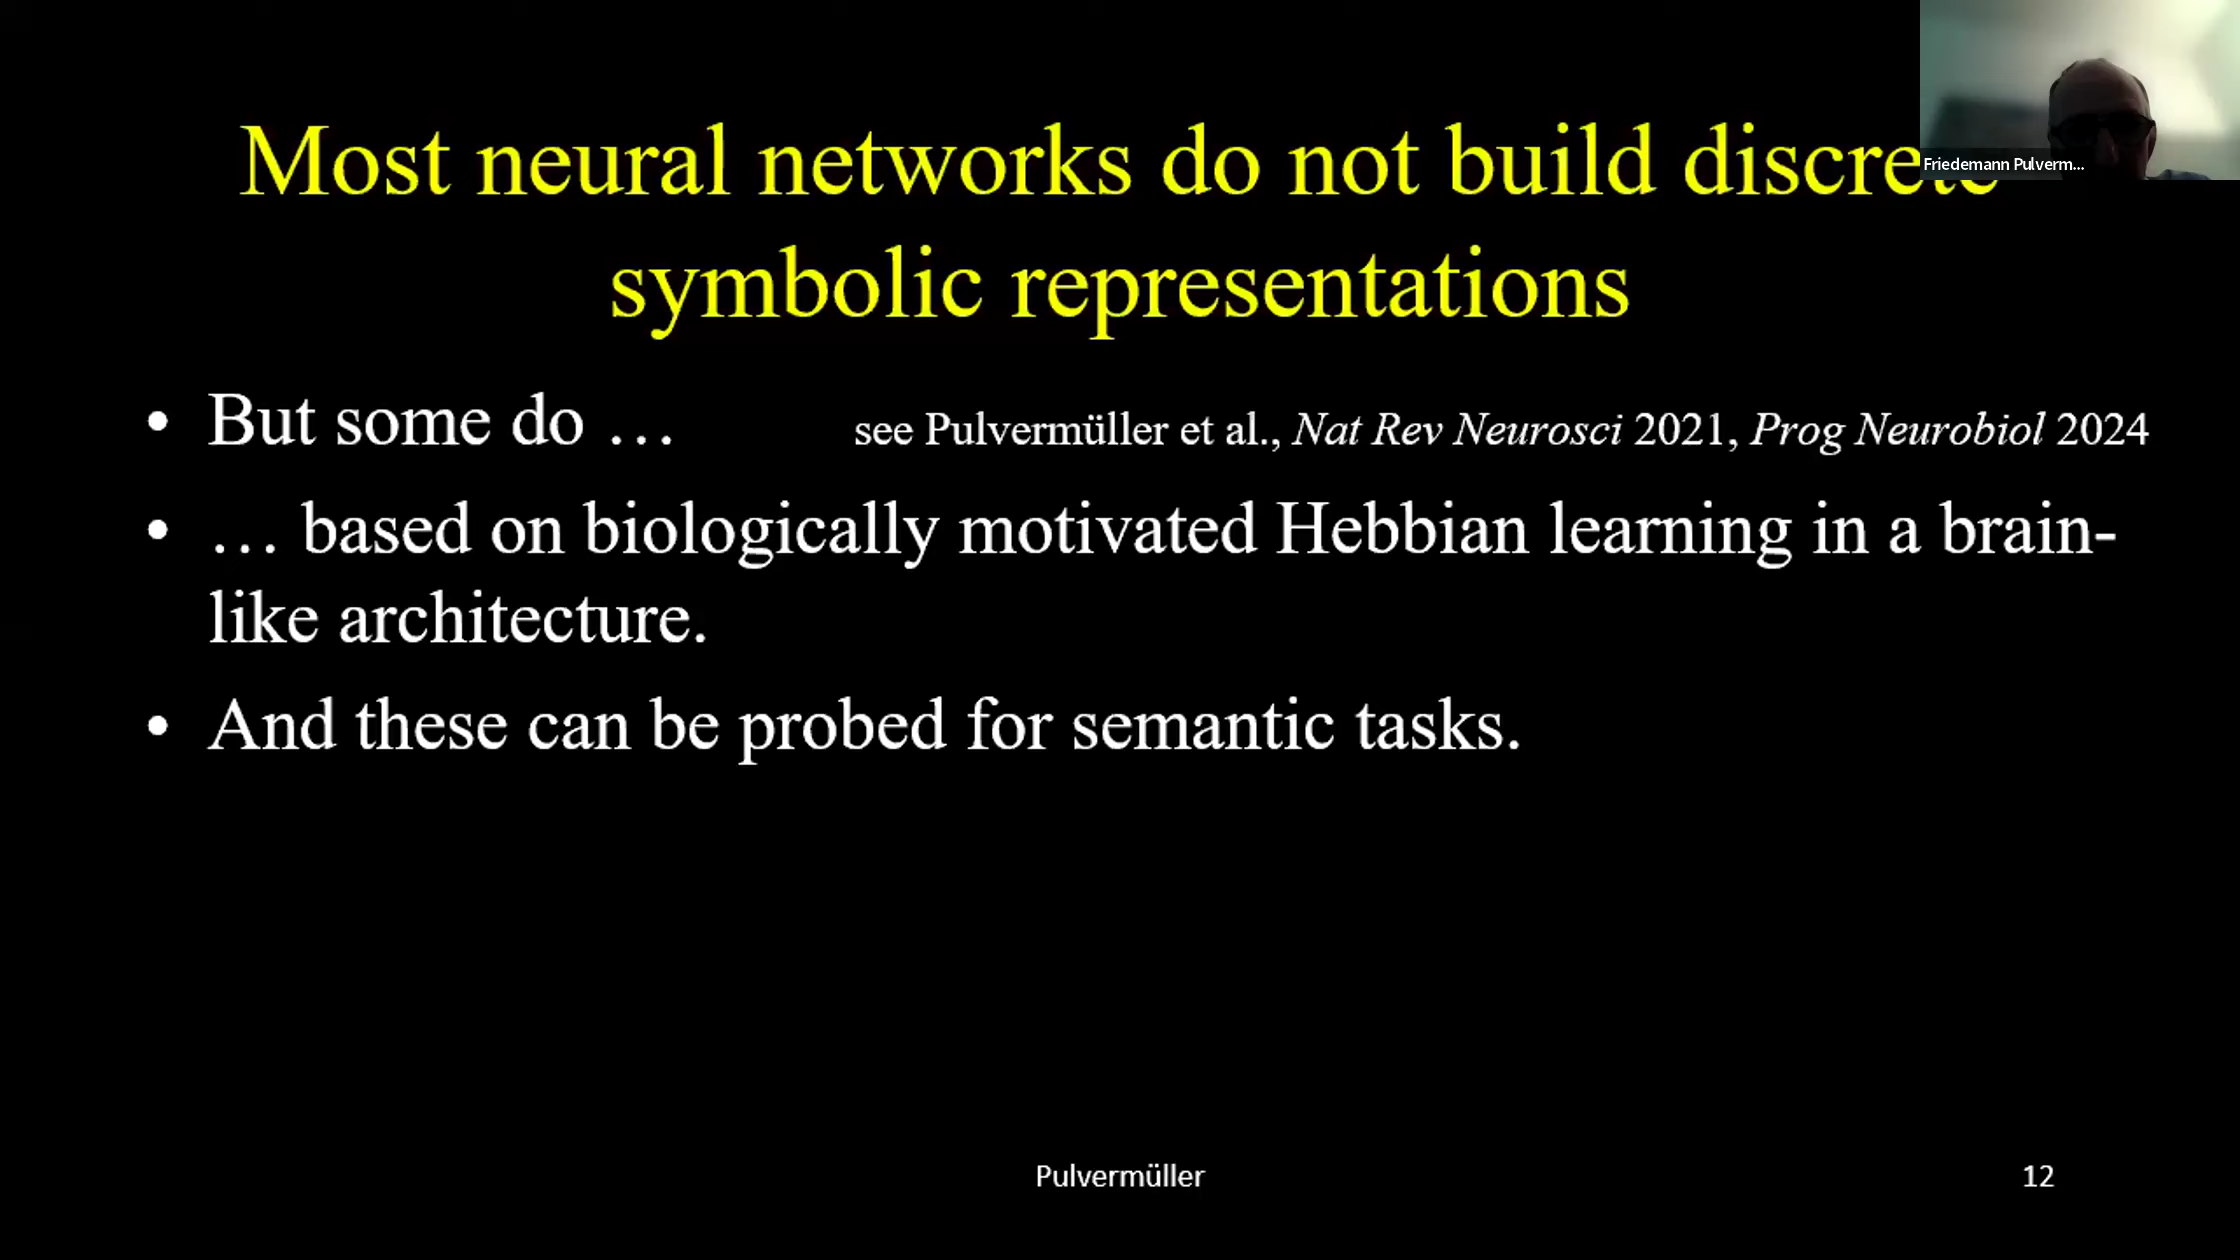 Most neural networks do not build discrete
Friedemann Pulverm...
symbolic representations
• But some do … see Pulvermüller et al., Nat Rev Neurosci 2021, Prog Neurobiol 2024
• … based on biologically motivated Hebbian learning in a brain-
like architecture.
• And these can be probed for semantic tasks.
Pulvermüller 12